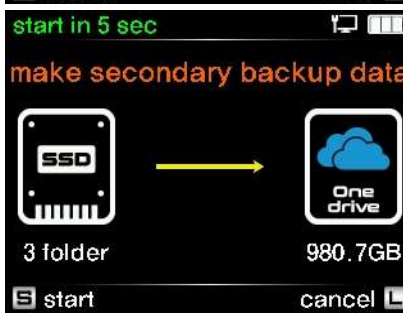 start in 5 sec
make secondary backup data
SSD
One
drive
3 folder
980.7GB
S start
cancel L